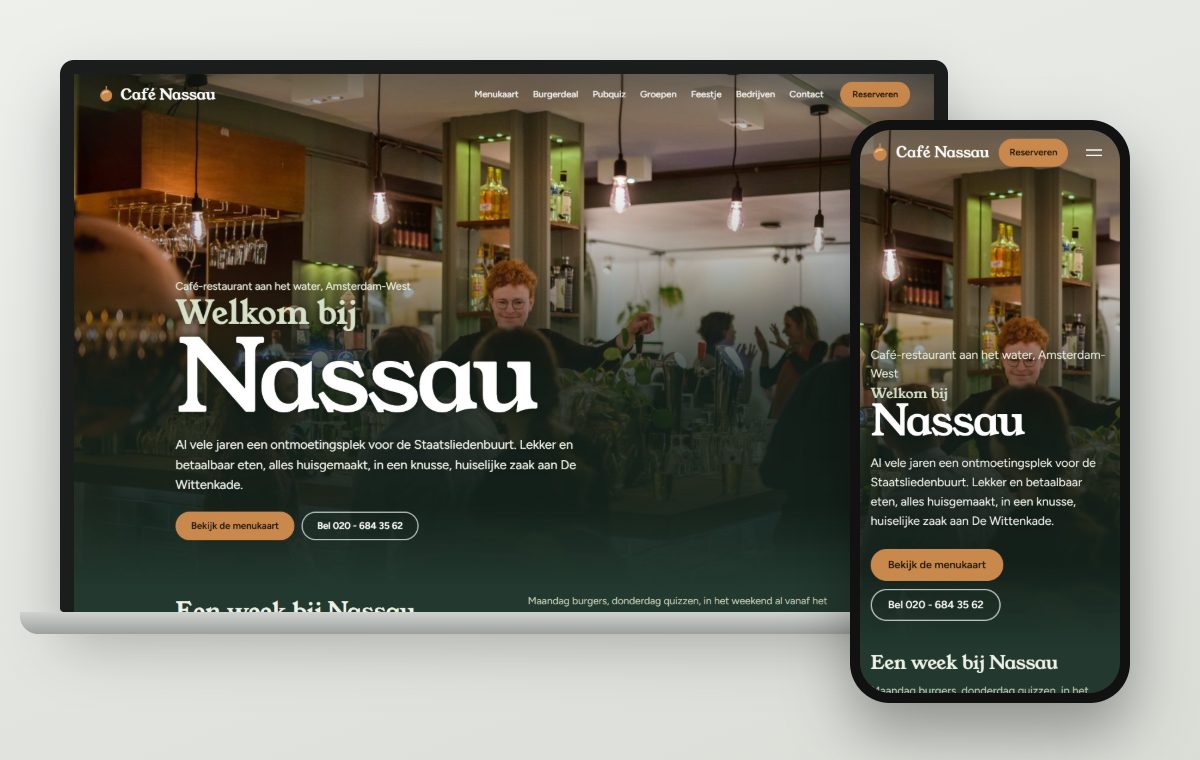 Café Nassau
Menukaart Burgerdeal Pubquiz Groepen Feestje Bedrijven Contact Reserveren
Café-restaurant aan het water, Amsterdam-West
Welkom bij
Nassau
Al vele jaren een ontmoetingsplek voor de Staatsliedenbuurt. Lekker en
betaalbaar eten, alles huisgemaakt, in een knusse, huiselijke zaak aan De
Wittenkade.
Bekijk de menukaart Bel 020 - 684 35 62
Een week bij Nassau
Maandag burgers, donderdag quizzen, in het weekend al vanaf het
Café Nassau Reserveren
Café-restaurant aan het water, Amsterdam-
West
Welkom bij
Nassau
Al vele jaren een ontmoetingsplek voor de
Staatsliedenbuurt. Lekker en betaalbaar
eten, alles huisgemaakt, in een knusse,
huiselijke zaak aan De Wittenkade.
Bekijk de menukaart
Bel 020 - 684 35 62
Een week bij Nassau
Maandag burgers, donderdag quizzen, in het